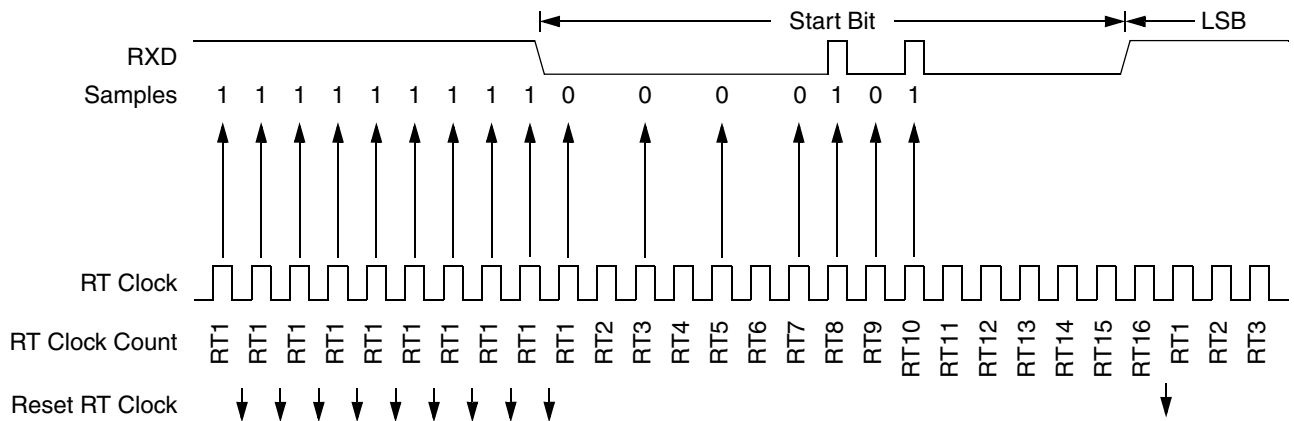 Start Bit LSB
RXD
Samples 1 1 1 1 1 1 1 1 1 0 0 0 0 1 0 1
RT Clock
RT Clock Count RT1 RT1 RT1 RT1 RT1 RT1 RT1 RT1 RT1 RT1 RT2 RT3 RT4 RT5 RT6 RT7 RT8 RT9 RT10 RT11 RT12 RT13 RT14 RT15 RT16 RT1 RT2 RT3
Reset RT Clock